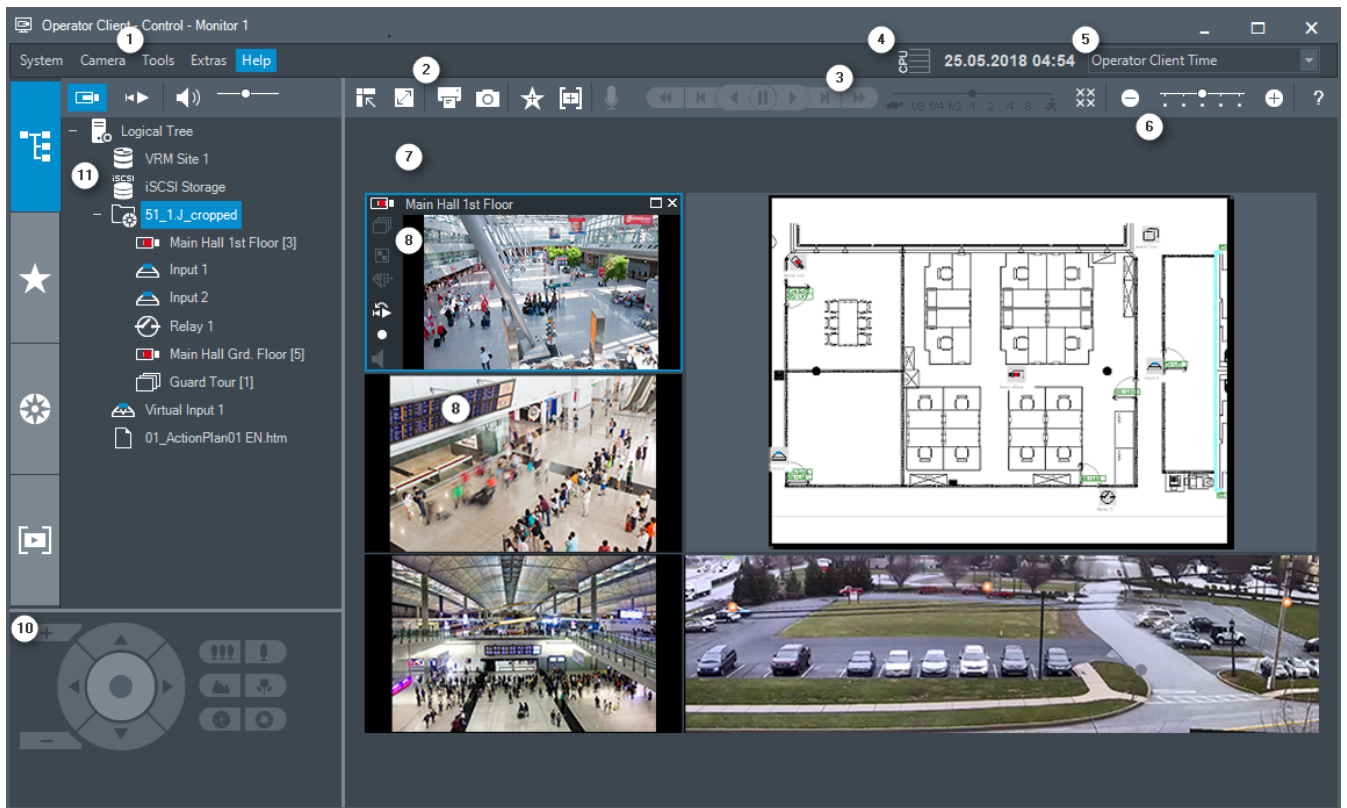 Operator Client - Control - Monitor 1
1
System Camera Tools Extras Help
4
CPU
25.05.2018 04:54
5
Operator Client Time
2
3
1/8 1/4 1/2 1 2 4 8
6
?
Logical Tree
VRM Site 1
11
iSCSI
iSCSI Storage
51_1.J_cropped
Main Hall 1st Floor [3]
Input 1
Input 2
Relay 1
Main Hall Grd. Floor [5]
Guard Tour [1]
Virtual Input 1
01_ActionPlan01 EN.htm
7
Main Hall 1st Floor
8
8
Relay 1
10